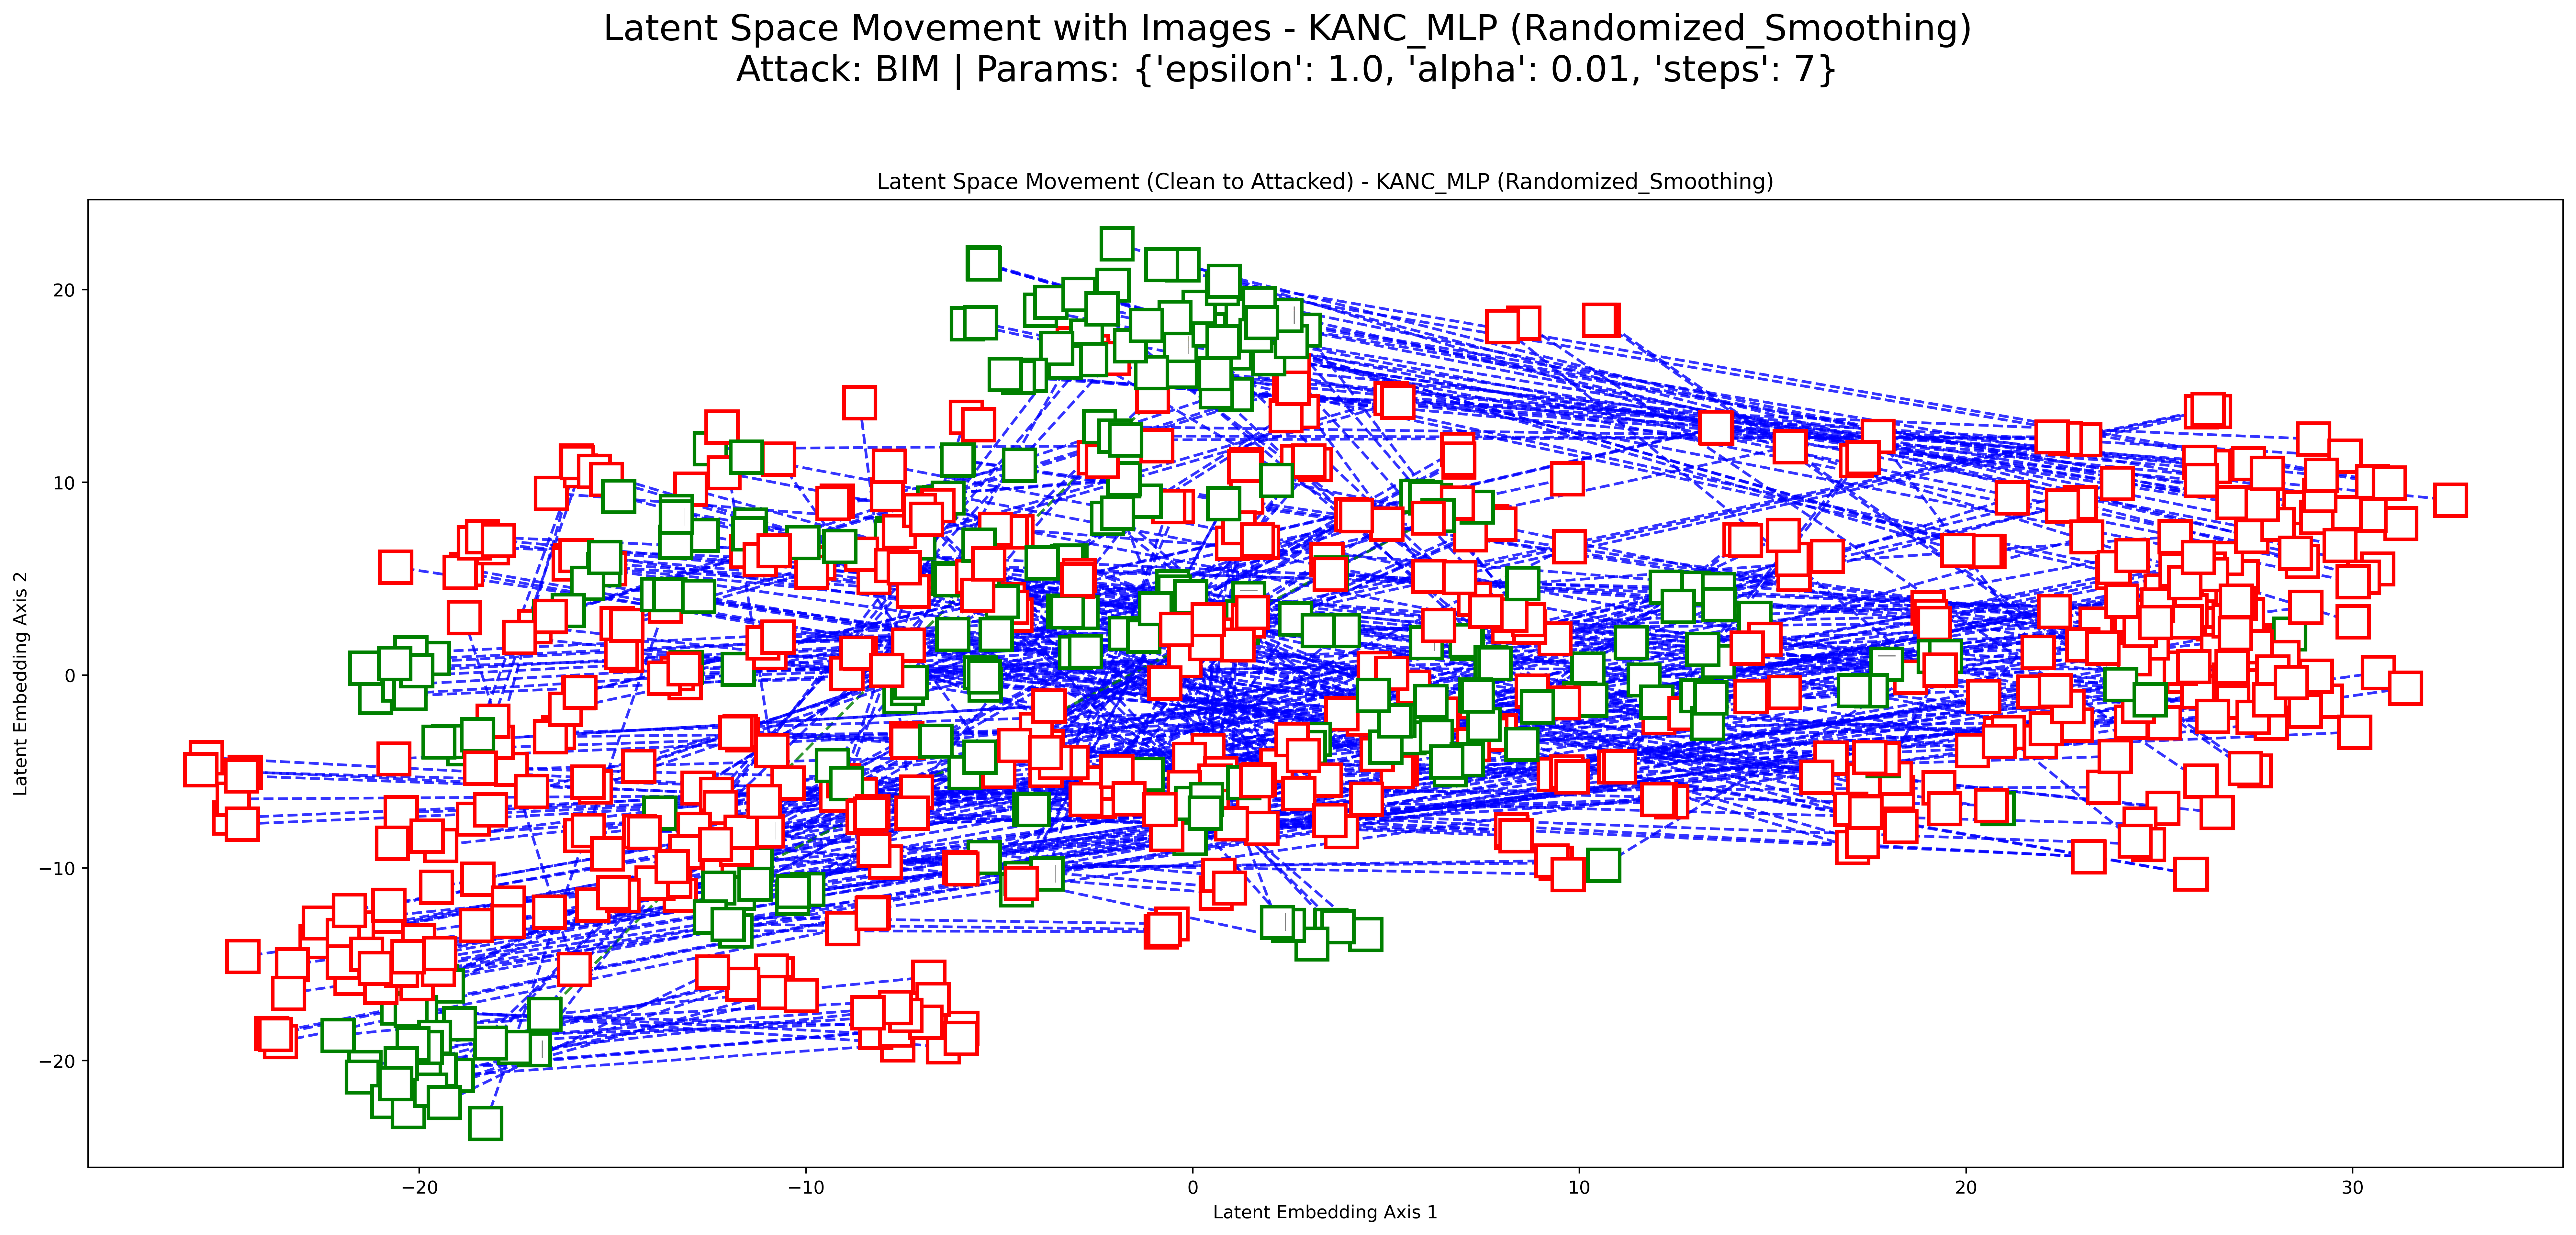 Latent Space Movement with Images - KANC_MLP (Randomized_Smoothing)
Attack: BIM | Params: {'epsilon': 1.0, 'alpha': 0.01, 'steps': 7}
Latent Space Movement (Clean to Attacked) - KANC_MLP (Randomized_Smoothing)
Latent Embedding Axis 2
20
10
0
−10
−20
−20
−10
0
10
20
30
Latent Embedding Axis 1